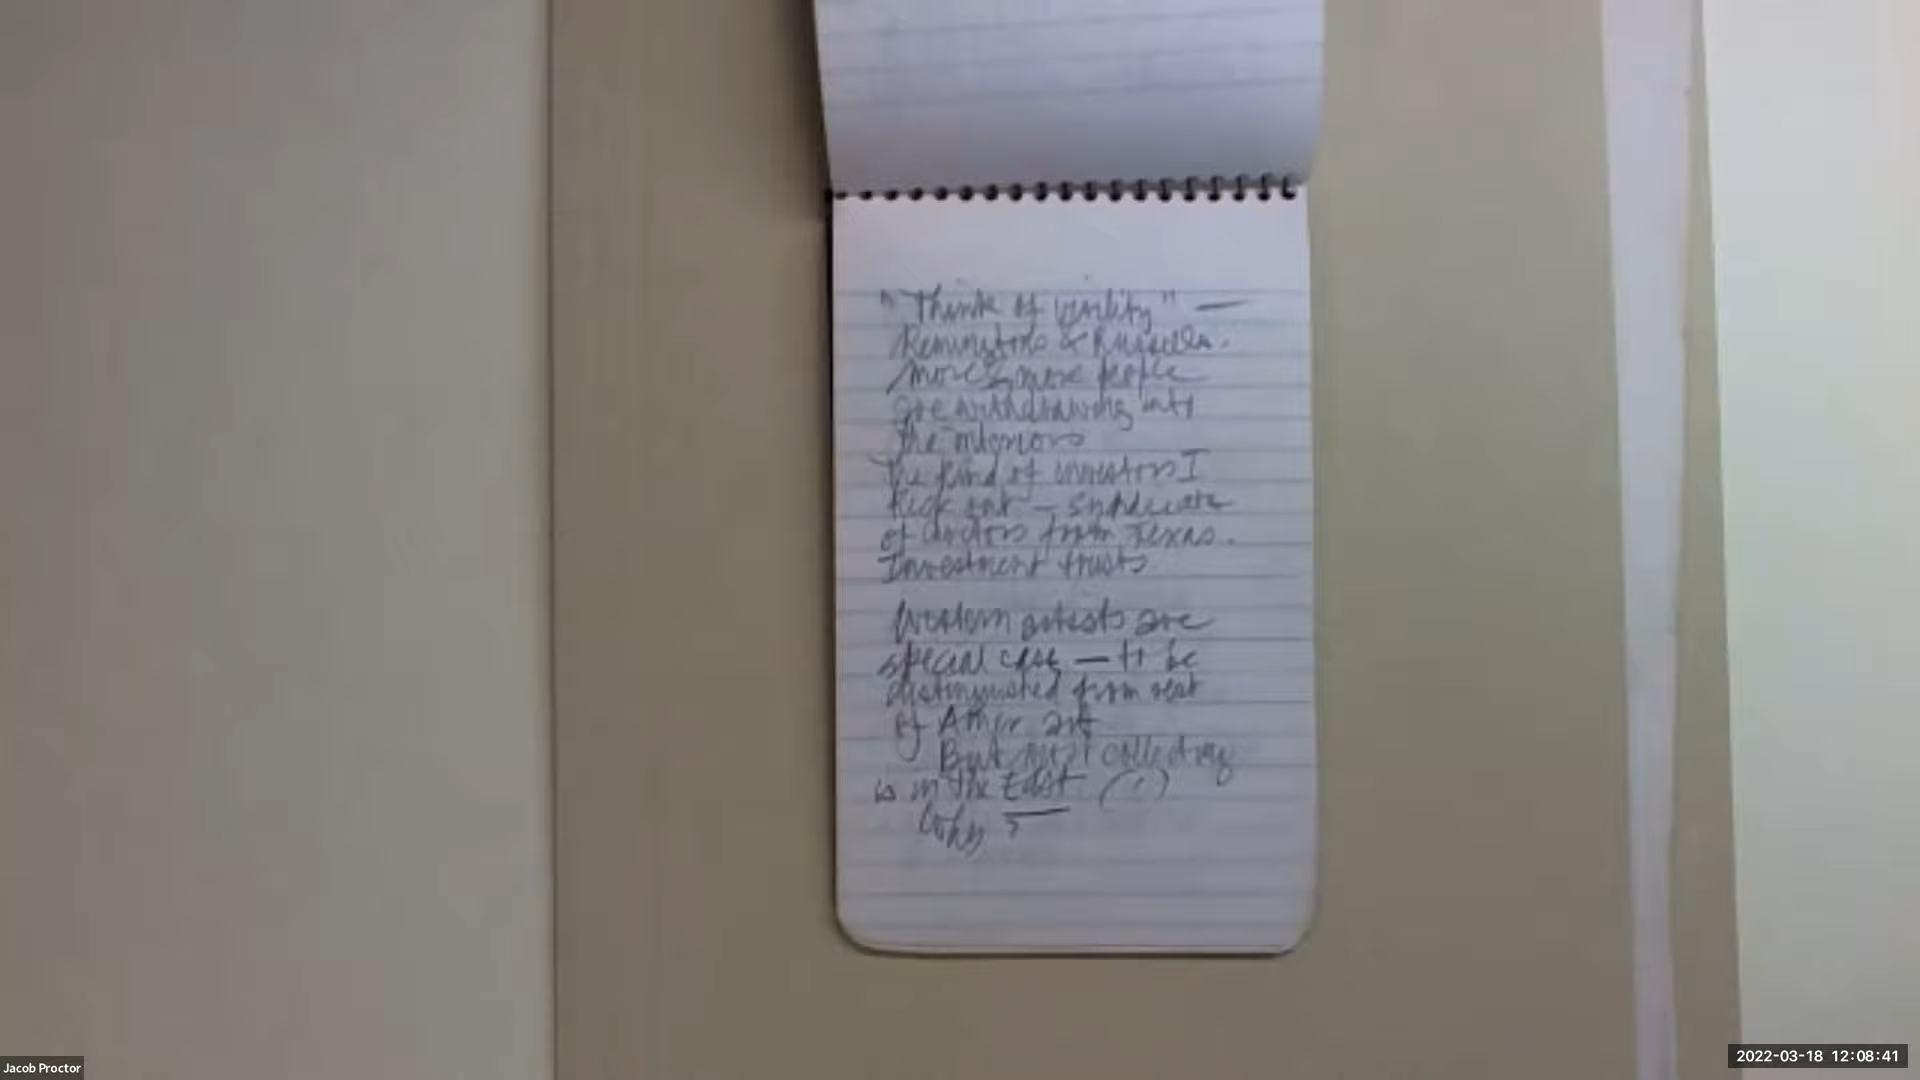 "Think of virility" —
Remingtons & Russells.
More & more people
are withdrawing into
the interiors
The kind of investors I
kick out — syndicate
of doctors from Texas.
Investment trusts
Western artists are
special case — to be
distinguished from rest
of Amer. art
But most collecting
is in the East. (!)
Why?
Jacob Proctor
2022-03-18 12:08:41